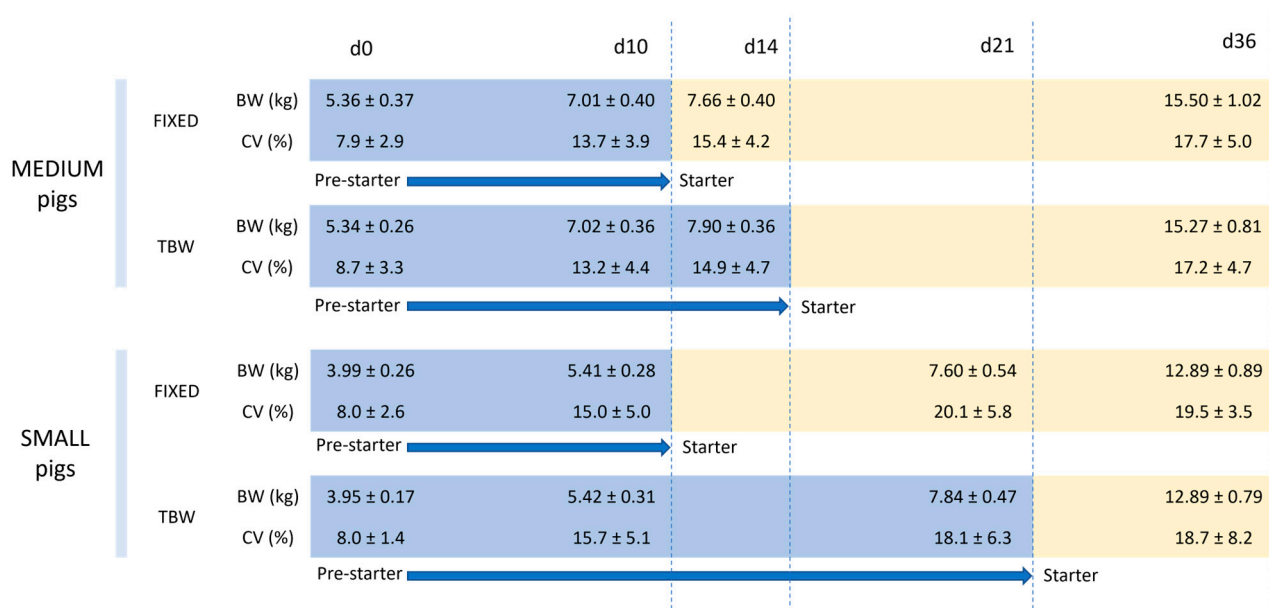 d0 d10 d14 d21 d36
MEDIUM
pigs
FIXED
BW (kg) 5.36 ± 0.37 7.01 ± 0.40 7.66 ± 0.40 15.50 ± 1.02
CV (%) 7.9 ± 2.9 13.7 ± 3.9 15.4 ± 4.2 17.7 ± 5.0
Pre-starter Starter
TBW
BW (kg) 5.34 ± 0.26 7.02 ± 0.36 7.90 ± 0.36 15.27 ± 0.81
CV (%) 8.7 ± 3.3 13.2 ± 4.4 14.9 ± 4.7 17.2 ± 4.7
Pre-starter Starter
SMALL
pigs
FIXED
BW (kg) 3.99 ± 0.26 5.41 ± 0.28 7.60 ± 0.54 12.89 ± 0.89
CV (%) 8.0 ± 2.6 15.0 ± 5.0 20.1 ± 5.8 19.5 ± 3.5
Pre-starter Starter
TBW
BW (kg) 3.95 ± 0.17 5.42 ± 0.31 7.84 ± 0.47 12.89 ± 0.79
CV (%) 8.0 ± 1.4 15.7 ± 5.1 18.1 ± 6.3 18.7 ± 8.2
Pre-starter Starter